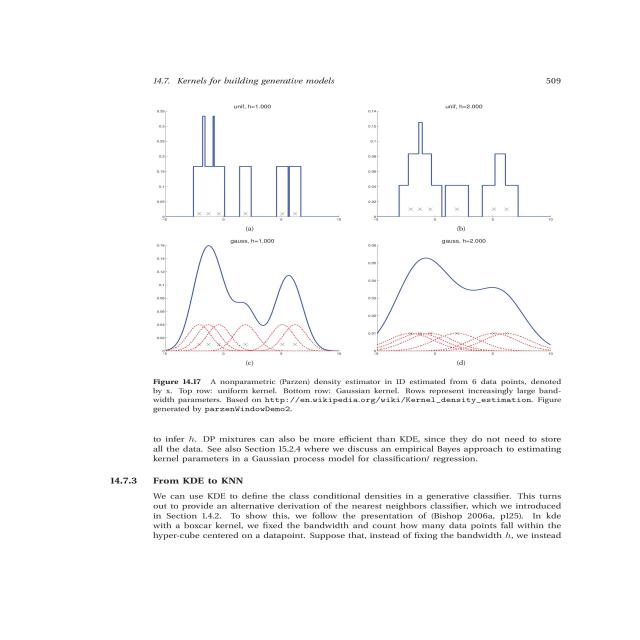 14.7. Kernels for building generative models 509
unif, h=1.000
unif, h=2.000
(a)
(b)
gauss, h=1.000
gauss, h=2.000
(c)
(d)
Figure 14.17 A nonparametric (Parzen) density estimator in 1D estimated from 6 data points, denoted
by x. Top row: uniform kernel. Bottom row: Gaussian kernel. Rows represent increasingly large band-
width parameters. Based on http://en.wikipedia.org/wiki/Kernel_density_estimation. Figure
generated by parzenWindowDemo2.
to infer h. DP mixtures can also be more efficient than KDE, since they do not need to store
all the data. See also Section 15.2.4 where we discuss an empirical Bayes approach to estimating
kernel parameters in a Gaussian process model for classification/ regression.
14.7.3 From KDE to KNN
We can use KDE to define the class conditional densities in a generative classifier. This turns
out to provide an alternative derivation of the nearest neighbors classifier, which we introduced
in Section 1.4.2. To show this, we follow the presentation of (Bishop 2006a, p125). In kde
with a boxcar kernel, we fixed the bandwidth and count how many data points fall within the
hyper-cube centered on a datapoint. Suppose that, instead of fixing the bandwidth h, we instead